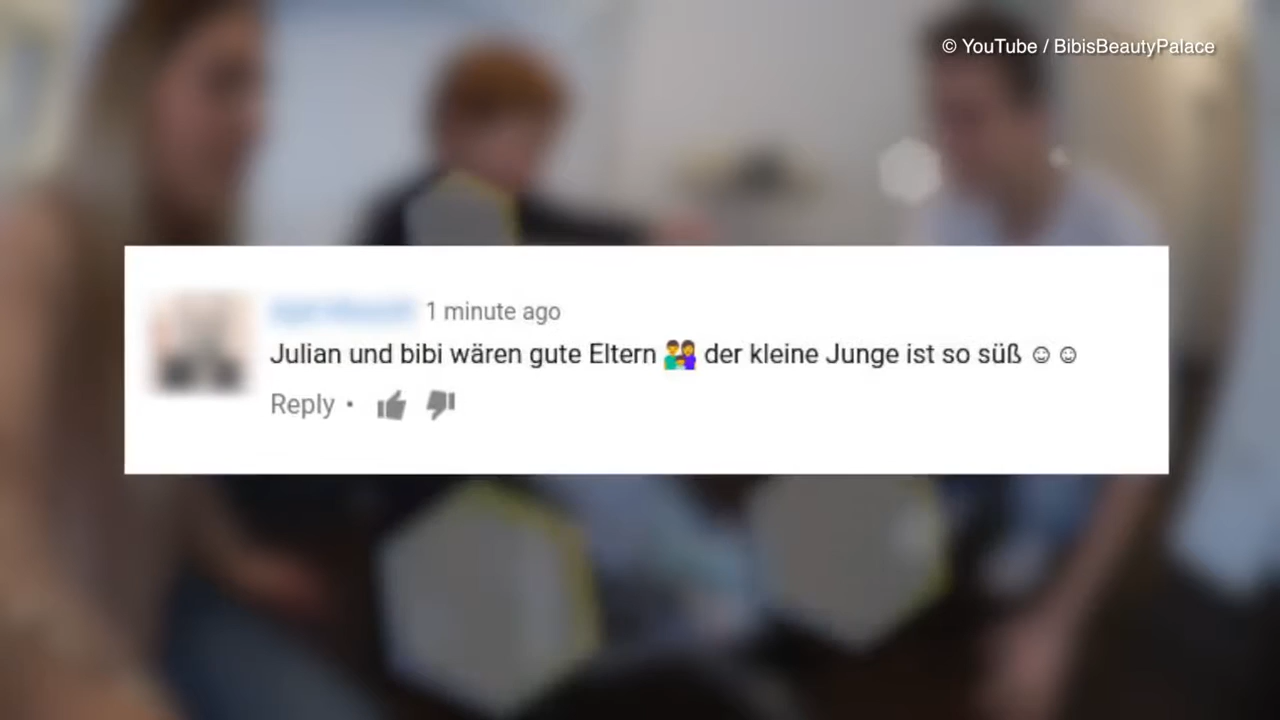 © YouTube / BibisBeautyPalace
1 minute ago
Julian und bibi wären gute Eltern 👨‍👩‍👦 der kleine Junge ist so süß ☺☺
Reply •